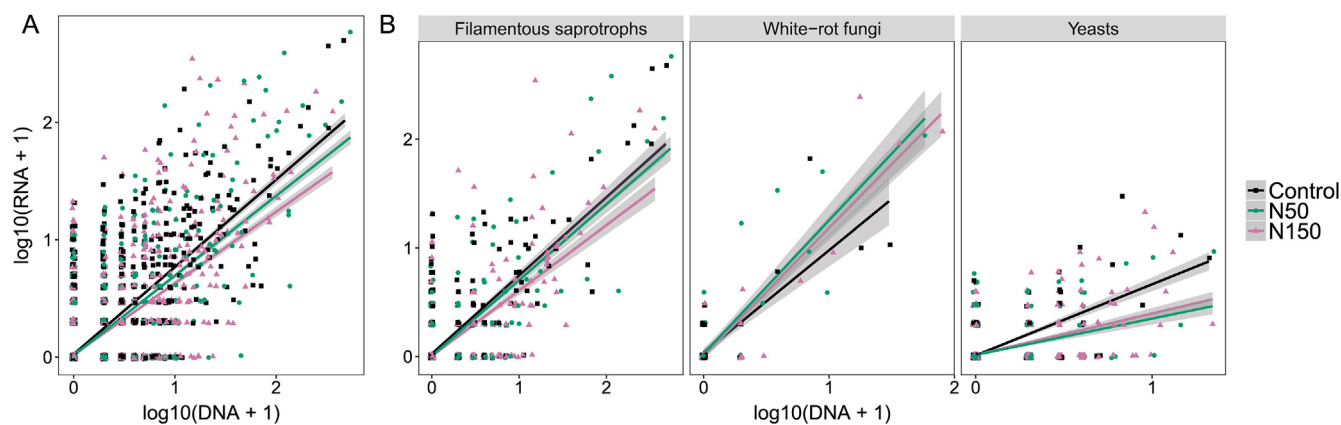 A
B
Filamentous saprotrophs
White−rot fungi
Yeasts
log10(RNA + 1)
2
1
0
0
1
2
log10(DNA + 1)
2
1
0
0
1
2
0
1
2
0
1
log10(DNA + 1)
Control
N50
N150